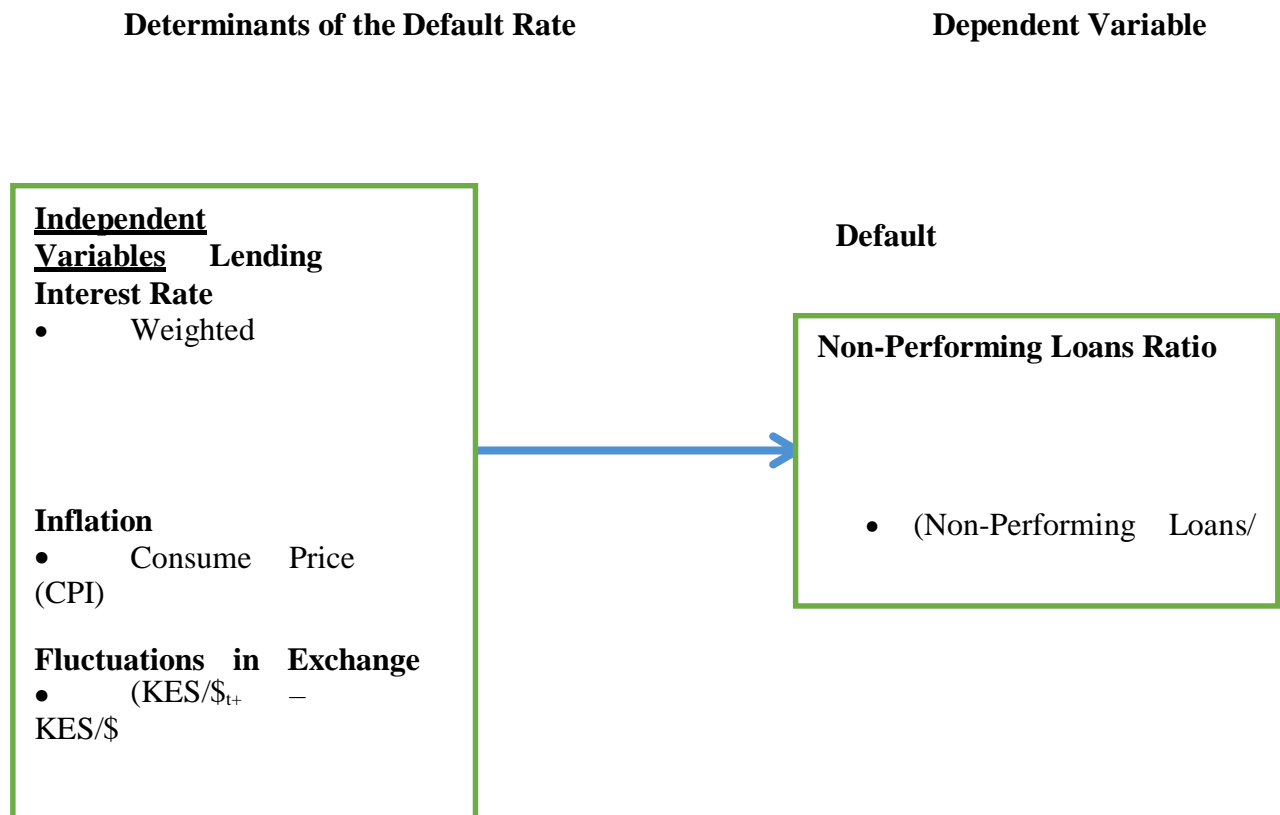 Determines of the Default Rate
Dependent Variable
Independent
Variables Lending
Interest Rate
• Weighted
Inflation
• Consume Price
(CPI)
Fluctuations in Exchange
• (KES/$t+ –
KES/$
Default
Non-Performing Loans Ratio
• (Non-Performing Loans/